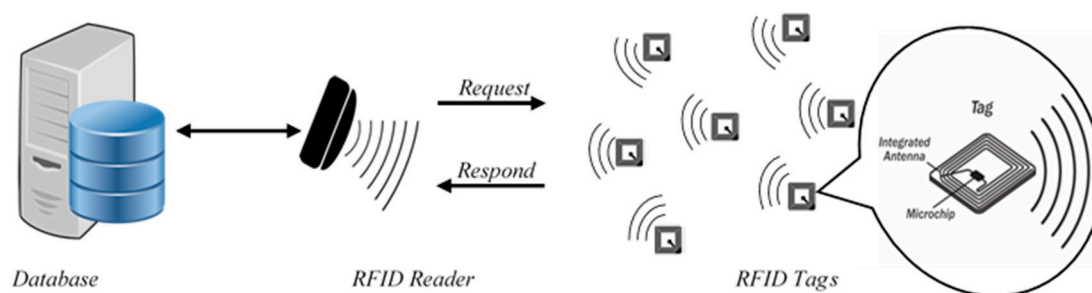 Request
Respond
Tag
Integrated
Antenna
Microchip
Database
RFID Reader
RFID Tags